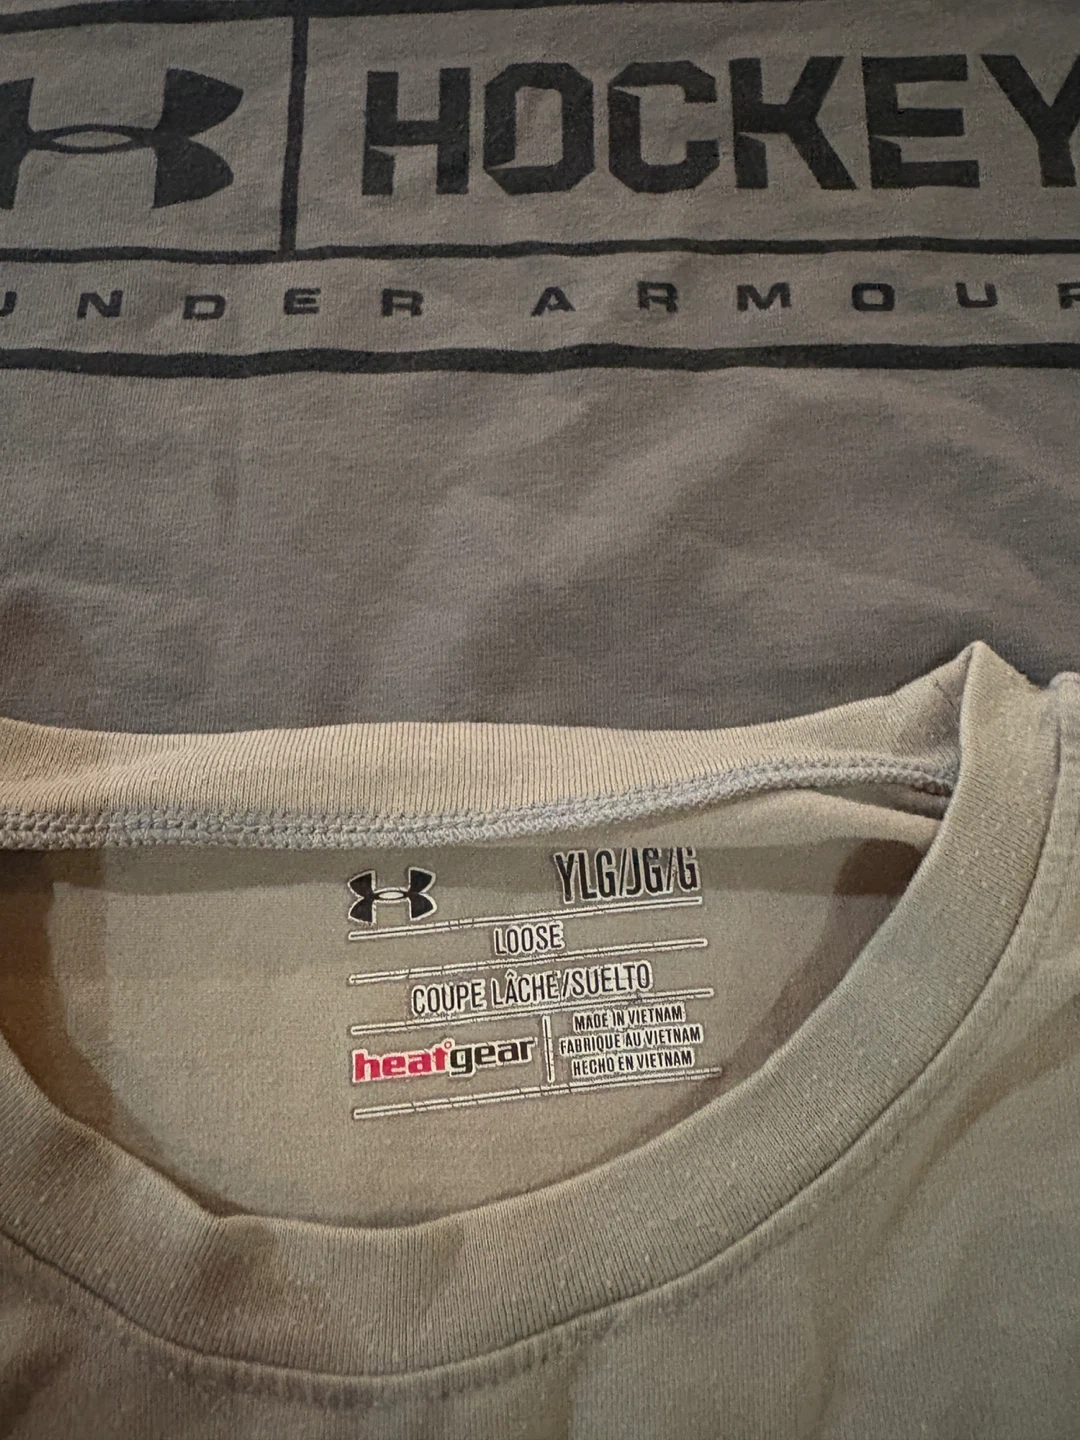 HOCKEY
UNDER ARMOUR
YLG/JG/G
LOOSE
COUPE LÂCHE/SUELTO
heatgear
MADE IN VIETNAM
FABRIQUÉ AU VIETNAM
HECHO EN VIETNAM